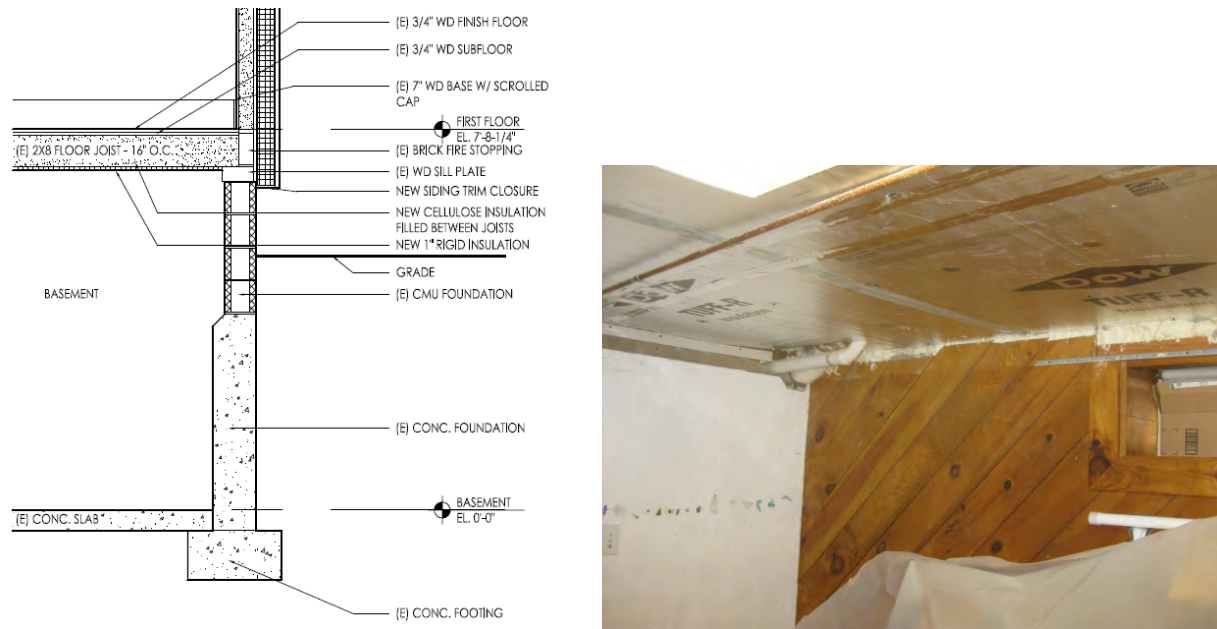 (E) 3/4" WD FINISH FLOOR
(E) 3/4" WD SUBFLOOR
(E) 7" WD BASE W/ SCROLLED
CAP
FIRST FLOOR
EL. 7'-8-1/4"
(E) 2X8 FLOOR JOIST - 16" O.C.
(E) BRICK FIRE STOPPING
(E) WD SILL PLATE
NEW SIDING TRIM CLOSURE
NEW CELLULOSE INSULATION
FILLED BETWEEN JOISTS
NEW 1" RIGID INSULATION
GRADE
BASEMENT
(E) CMU FOUNDATION
(E) CONC. FOUNDATION
BASEMENT
EL. 0'-0"
(E) CONC. SLAB
(E) CONC. FOOTING
DOW
TUFF-R
TUFF-R